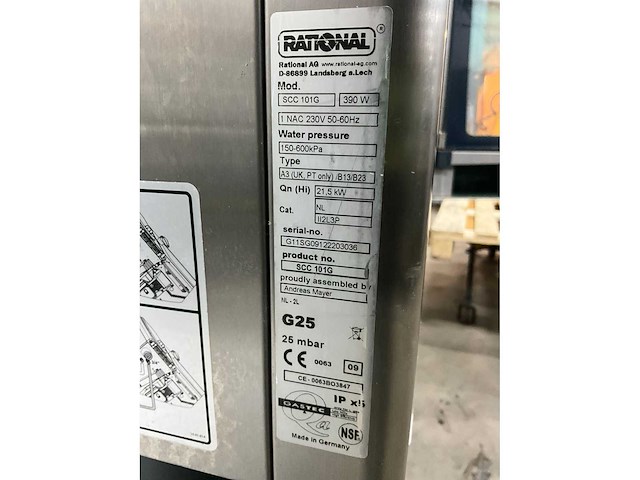 RATIONAL ®
Rational AG www.rational-ag.com
D-86899 Landsberg a.Lech
Mod.
SCC 101G 390 W
1 NAC 230V 50-60Hz
Water pressure
150-600kPa
Type
A3 (UK, PT only) /B13/B23
Qn (Hi) 21,5 kW
Cat. NL
II2L3P
serial-no.
G11SG09122203036
product no.
SCC 101G
proudly assembled by
Andreas Mayer
NL - 2L
G25
25 mbar
CE 0063 09
CE - 0063BO3847
GASTEC
IP x5
NSF
Made in Germany